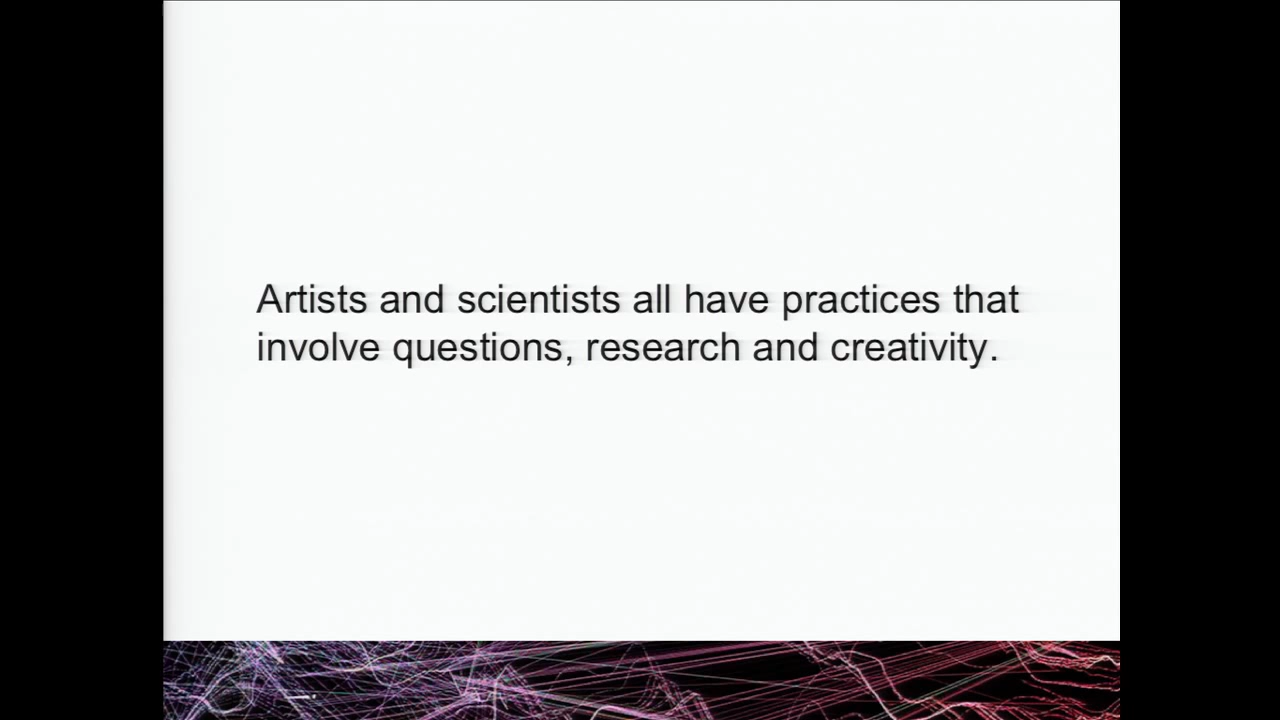 Artists and scientists all have practices that
involve questions, research and creativity.